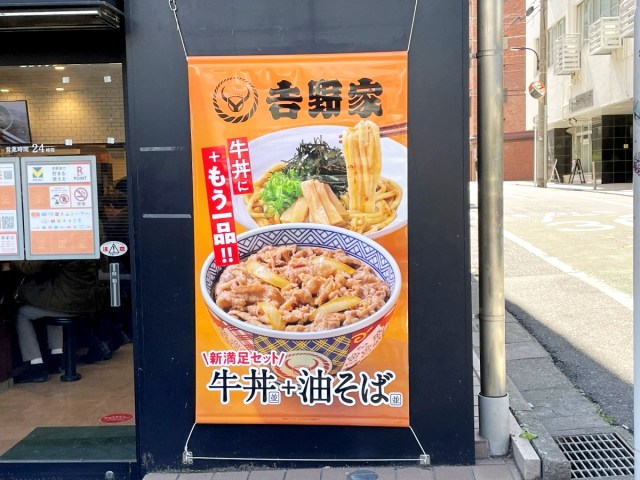 吉野家
牛丼に
+もう一品!!
\新満足セット/
牛丼並+油そば並
営業時間 24時間
R POINT